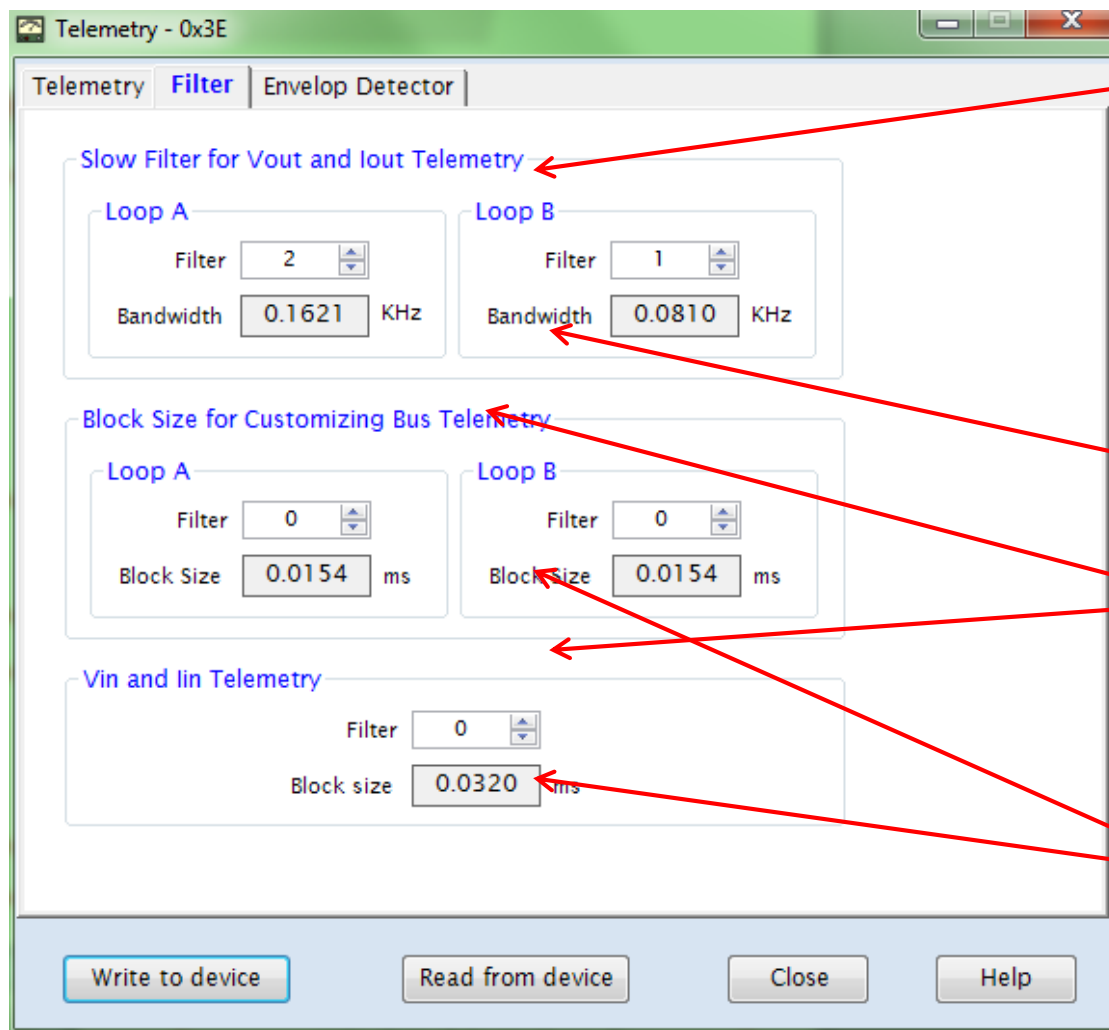 Telemetry - 0x3E
X
Telemetry Filter Envelop Detector
Slow Filter for Vout and Iout Telemetry
Loop A Loop B
Filter 2 Filter 1
Bandwidth 0.1621 KHz Bandwidth 0.0810 KHz
Block Size for Customizing Bus Telemetry
Loop A Loop B
Filter 0 Filter 0
Block Size 0.0154 ms Block Size 0.0154 ms
Vin and Iin Telemetry
Filter 0
Block size 0.0320 ms
Write to device Read from device Close Help